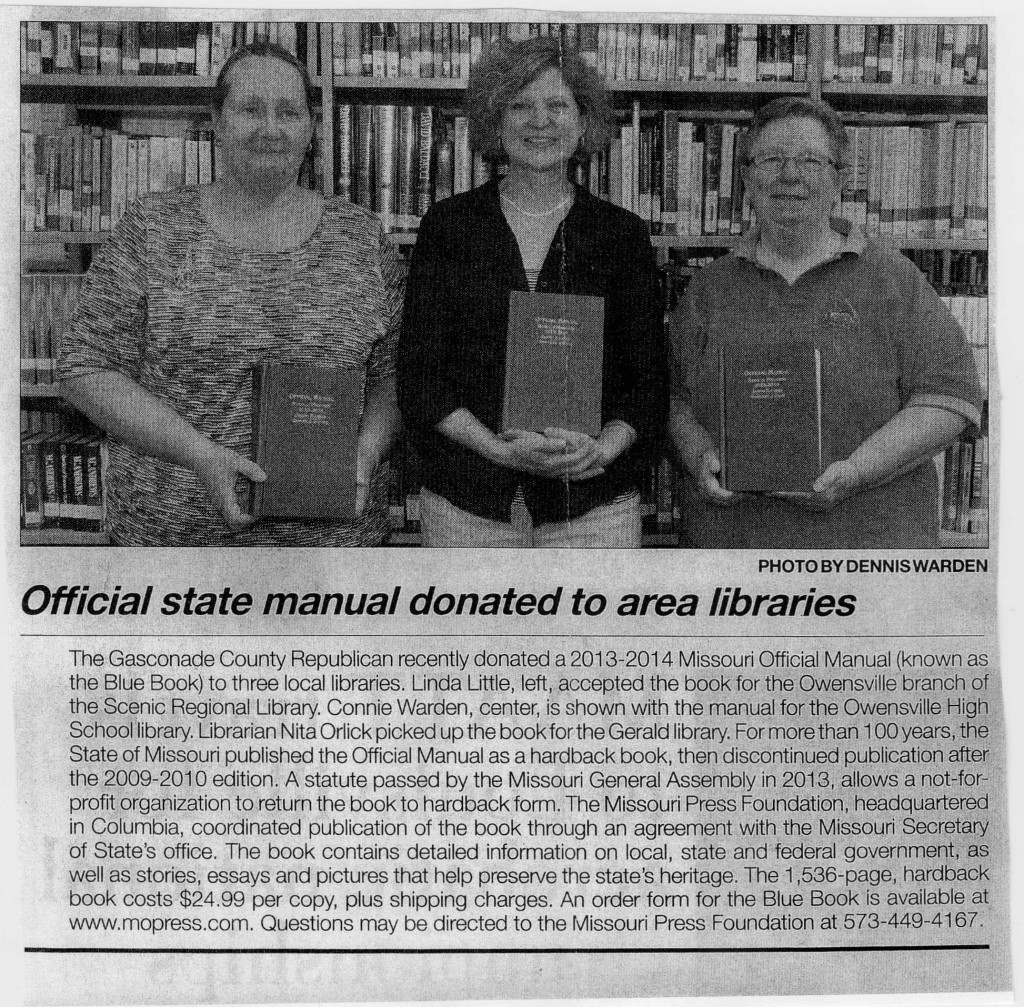 OFFICIAL MANUAL
OFFICIAL MANUAL
OFFICIAL MANUAL
PHOTO BY DENNIS WARDEN
Official state manual donated to area libraries
The Gasconade County Republican recently donated a 2013-2014 Missouri Official Manual (known as
the Blue Book) to three local libraries. Linda Little, left, accepted the book for the Owensville branch of
the Scenic Regional Library. Connie Warden, center, is shown with the manual for the Owensville High
School library. Librarian Nita Orlick picked up the book for the Gerald library. For more than 100 years, the
State of Missouri published the Official Manual as a hardback book, then discontinued publication after
the 2009-2010 edition. A statute passed by the Missouri General Assembly in 2013, allows a not-for-
profit organization to return the book to hardback form. The Missouri Press Foundation, headquartered
in Columbia, coordinated publication of the book through an agreement with the Missouri Secretary
of State's office. The book contains detailed information on local, state and federal government, as
well as stories, essays and pictures that help preserve the state's heritage. The 1,536-page, hardback
book costs $24.99 per copy, plus shipping charges. An order form for the Blue Book is available at
www.mopress.com. Questions may be directed to the Missouri Press Foundation at 573-449-4167.